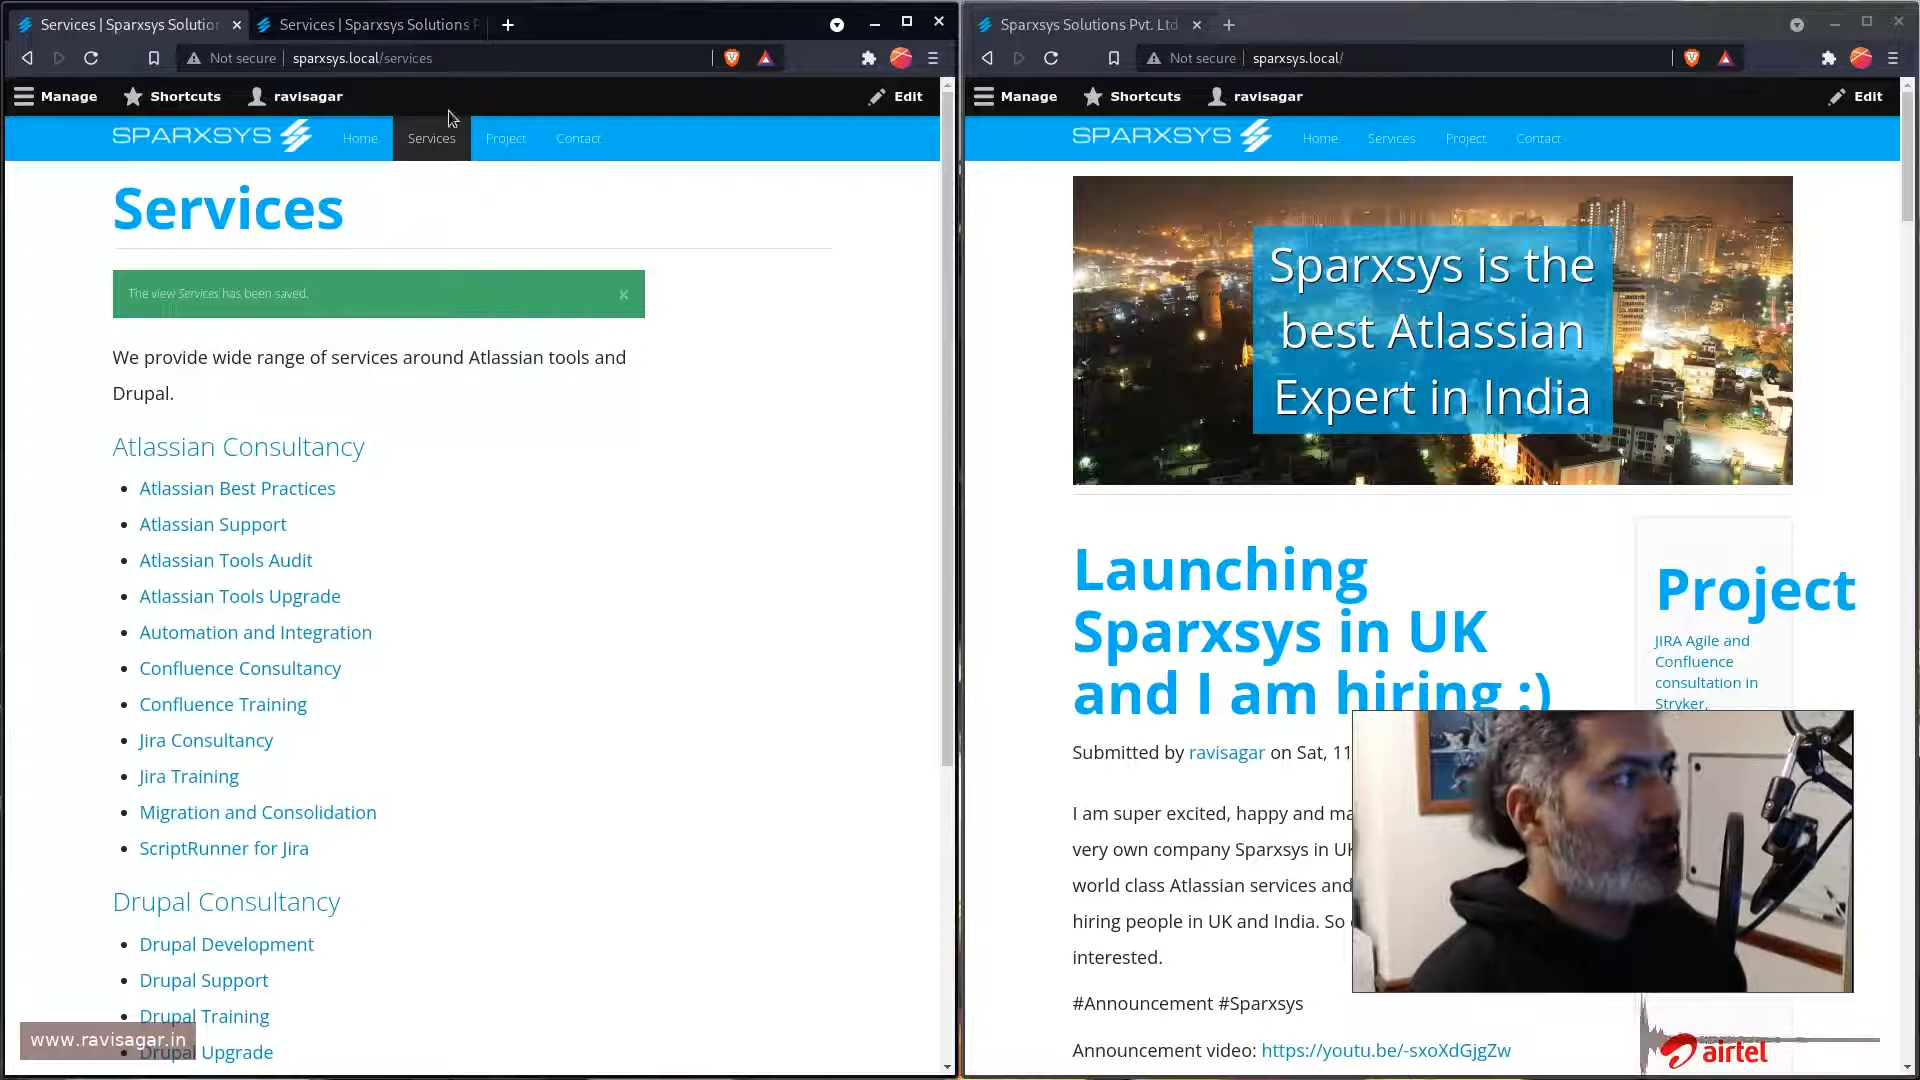 Services | Sparxsys Solution
Services | Sparxsys Solutions P
Not secure
sparxsys.local/services
Manage
Shortcuts
ravisagar
Edit
SPARXSYS
Home
Services
Project
Contact
Services
The view Services has been saved.
We provide wide range of services around Atlassian tools and
Drupal.
Atlassian Consultancy
Atlassian Best Practices
Atlassian Support
Atlassian Tools Audit
Atlassian Tools Upgrade
Automation and Integration
Confluence Consultancy
Confluence Training
Jira Consultancy
Jira Training
Migration and Consolidation
ScriptRunner for Jira
Drupal Consultancy
Drupal Development
Drupal Support
Drupal Training
Drupal Upgrade
www.ravisagar.in
Sparxsys Solutions Pvt. Ltd
Not secure
sparxsys.local/
Manage
Shortcuts
ravisagar
Edit
SPARXSYS
Home
Services
Project
Contact
Sparxsys is the
best Atlassian
Expert in India
Launching
Sparxsys in UK
and I am hiring :)
Submitted by ravisagar on Sat, 11
I am super excited, happy and
very own company Sparxsys in UK
world class Atlassian services and
hiring people in UK and India. So
interested.
#Announcement #Sparxsys
Announcement video: https://youtu.be/-sxoXdGjgZw
Project
JIRA Agile and
Confluence
consultation in
Stryker,
airtel